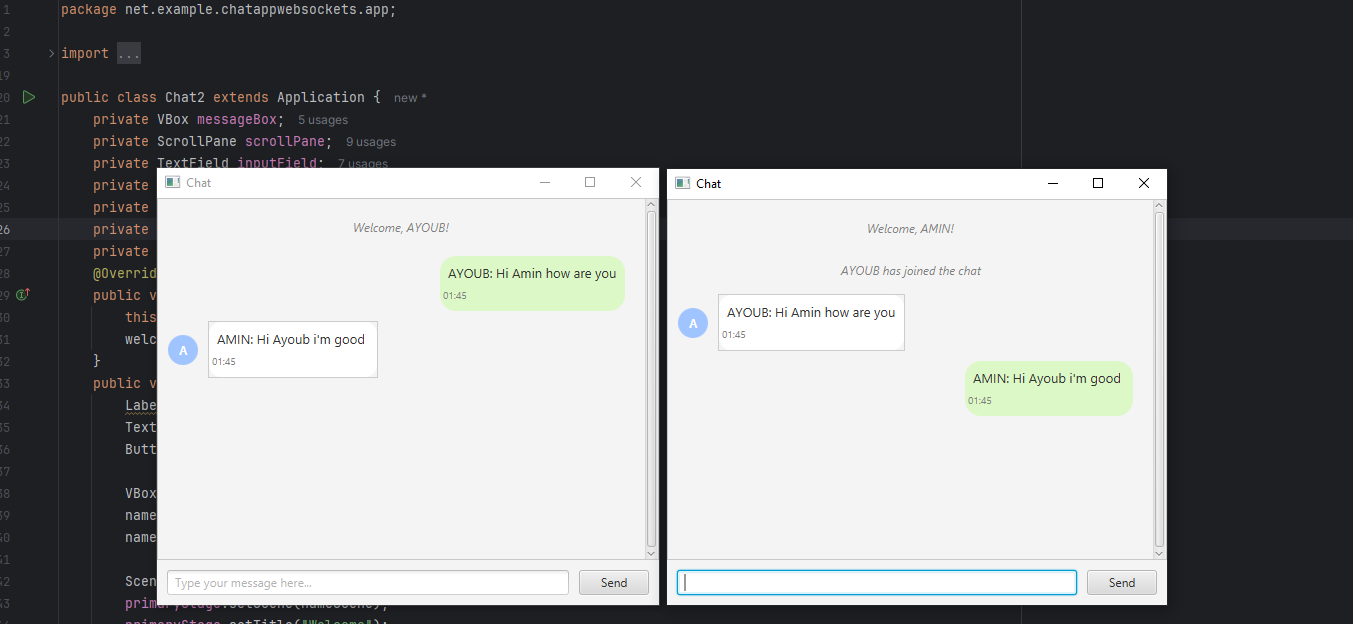 1 package net.example.chatappwebsockets.app;
2
3 import ...
19
20 public class Chat2 extends Application { new *
21 private VBox messageBox; 5 usages
22 private ScrollPane scrollPane; 9 usages
23 private TextField inputField; 7 usages
24 private
25 private
26 private
27 private
28 @Overrid
29 public v
30 this
31 welc
32 }
33 public v
34 Labe
35 Text
36 Butt
37
38 VBox
39 name
40 name
41
42 Scen
43 primaryStage.setScene(nameScene);
primaryStage.setTitle("Welcome");
Chat
Welcome, AYOUB!
AYOUB: Hi Amin how are you
01:45
A
AMIN: Hi Ayoub i'm good
01:45
Type your message here...
Send
Chat
Welcome, AMIN!
AYOUB has joined the chat
A
AYOUB: Hi Amin how are you
01:45
AMIN: Hi Ayoub i'm good
01:45
Send